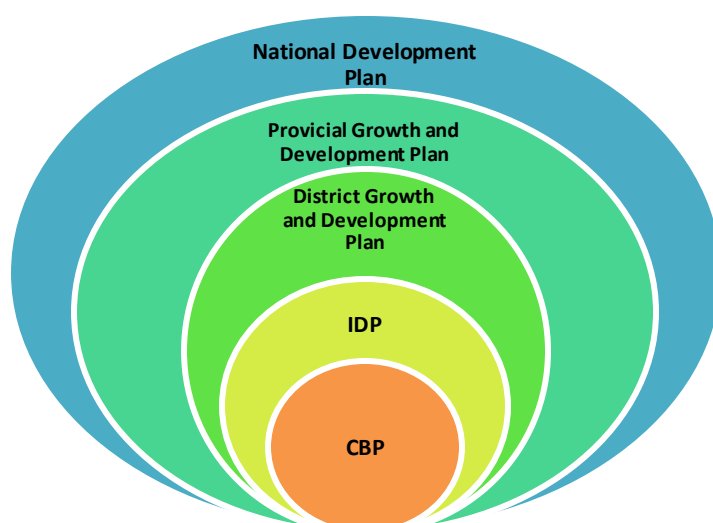 National Development
Plan
Provicial Growth and
Development Plan
District Growth
and Development
Plan
IDP
CBP